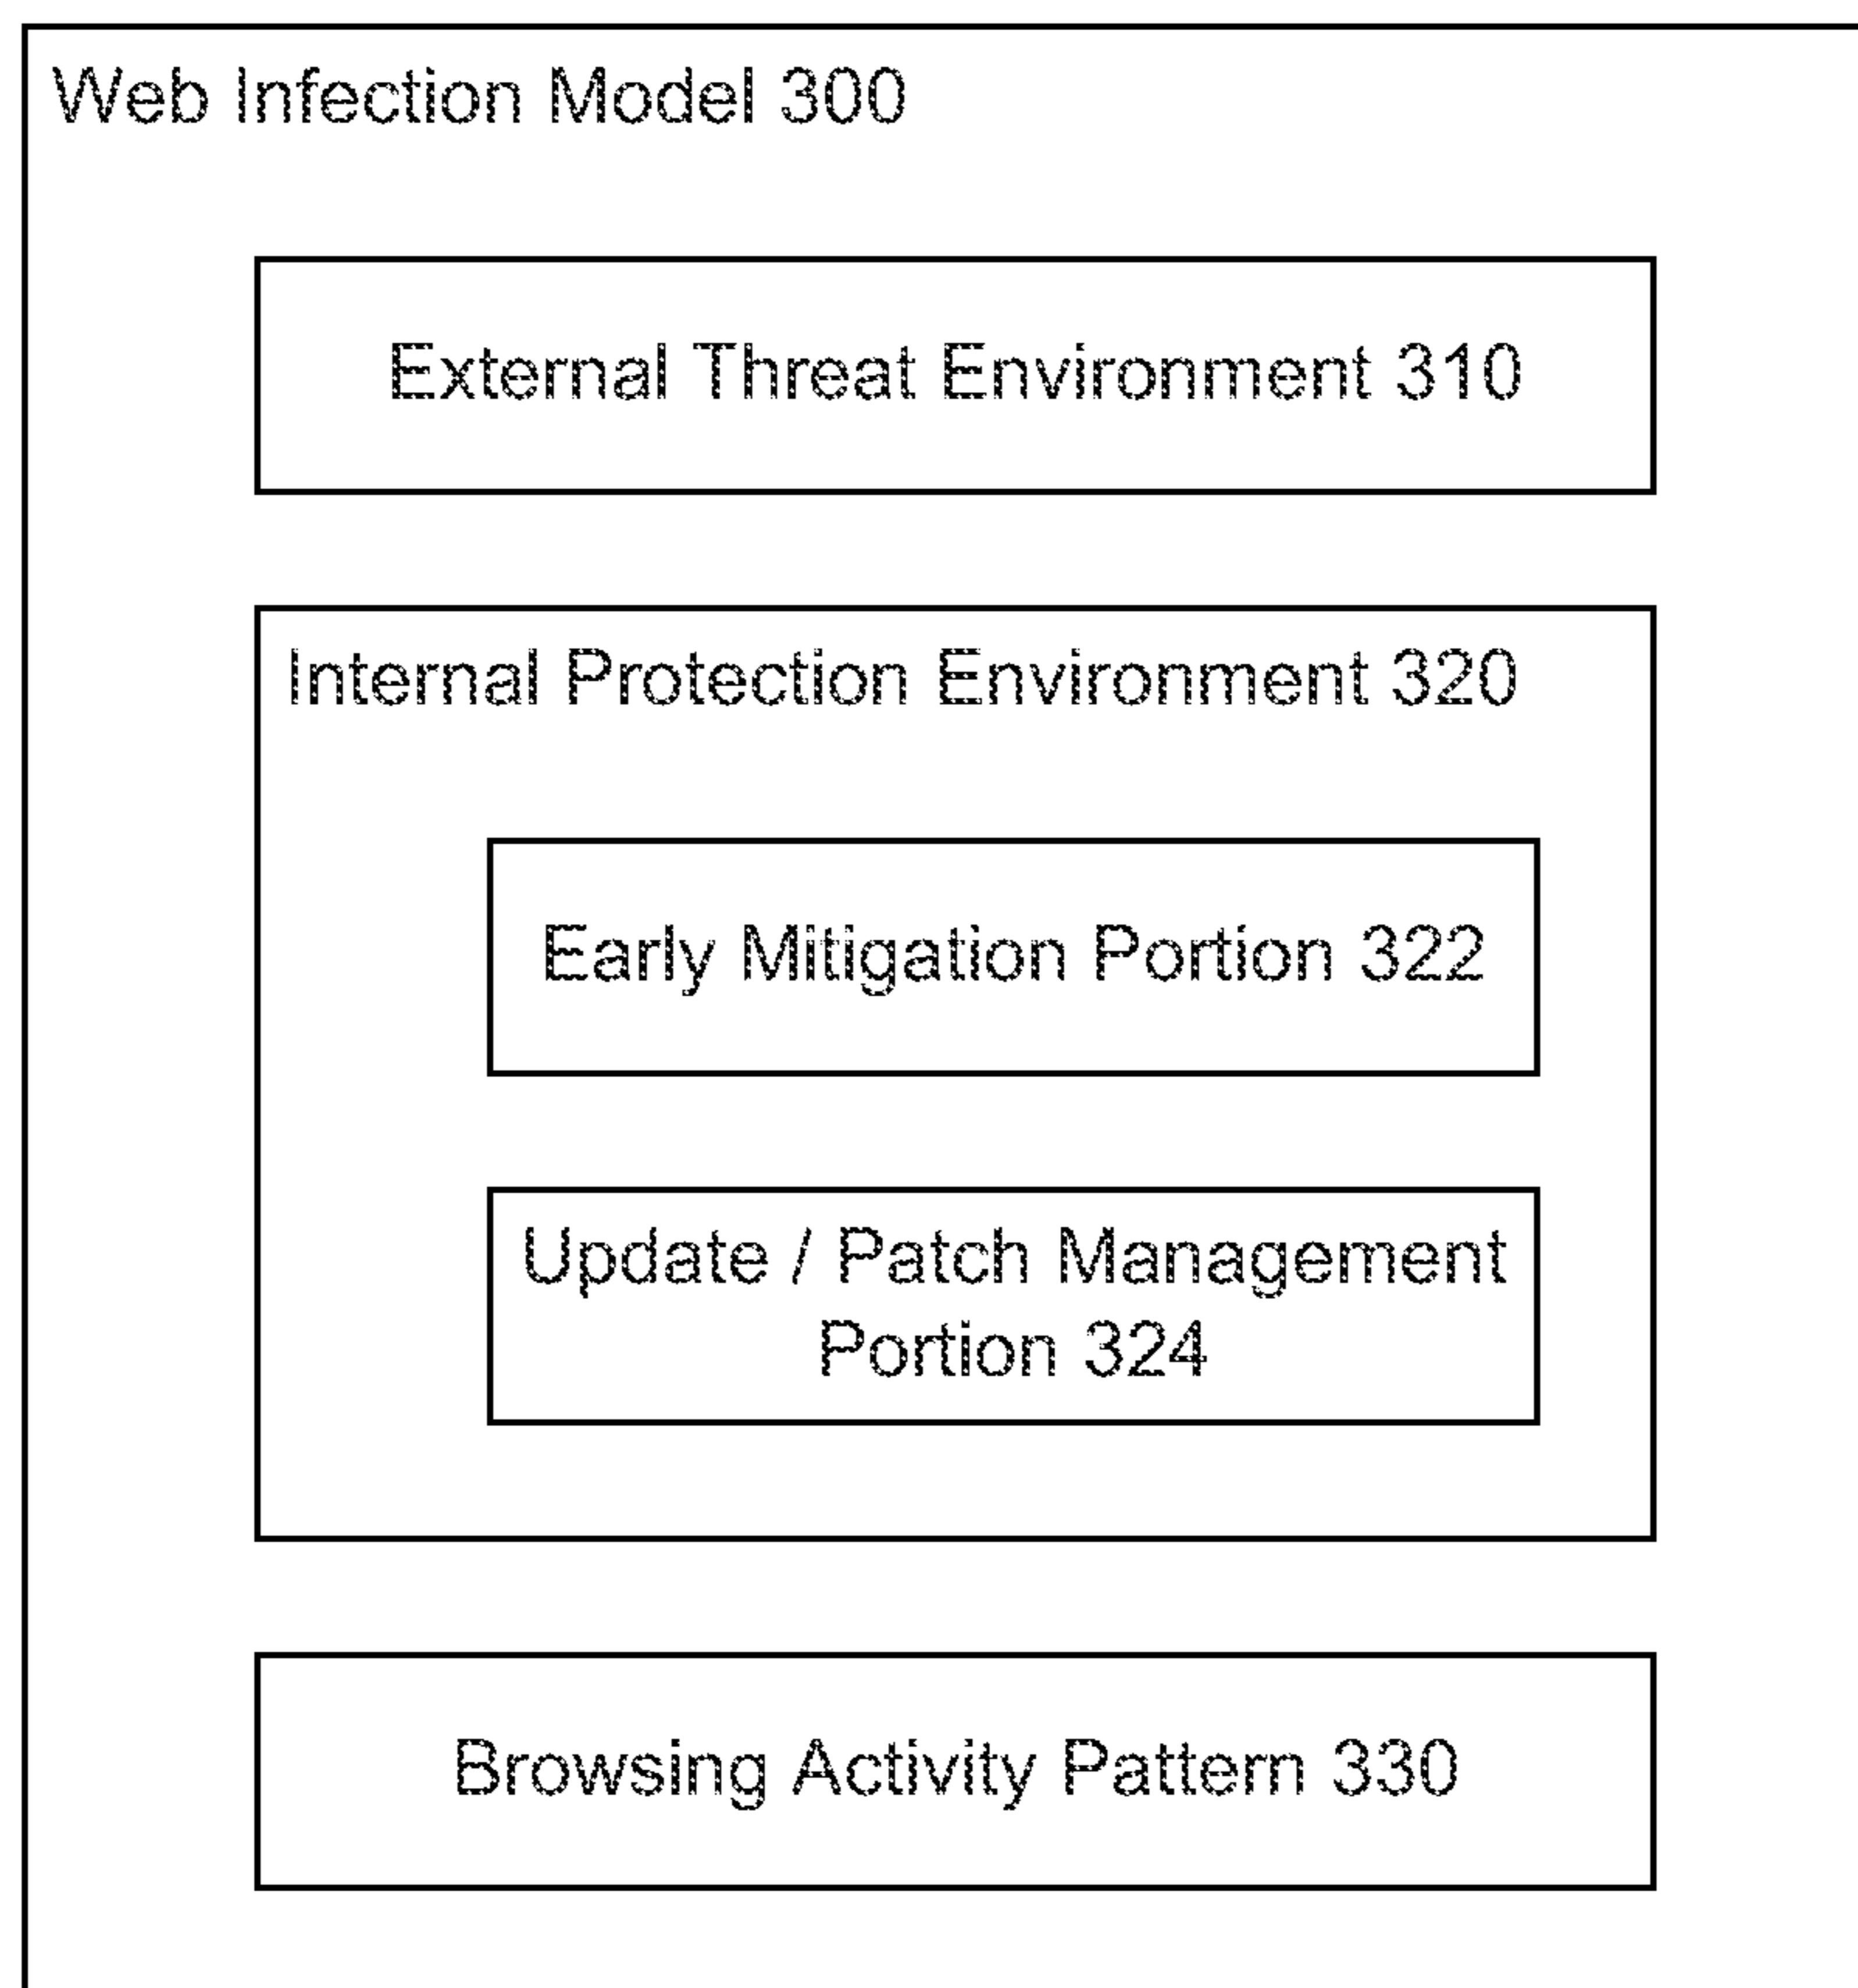 Web Infection Model 300
External Threat Environment 310
Internal Protection Environment 320
Early Mitigation Portion 322
Update / Patch Management
Portion 324
Browsing Activity Pattern 330